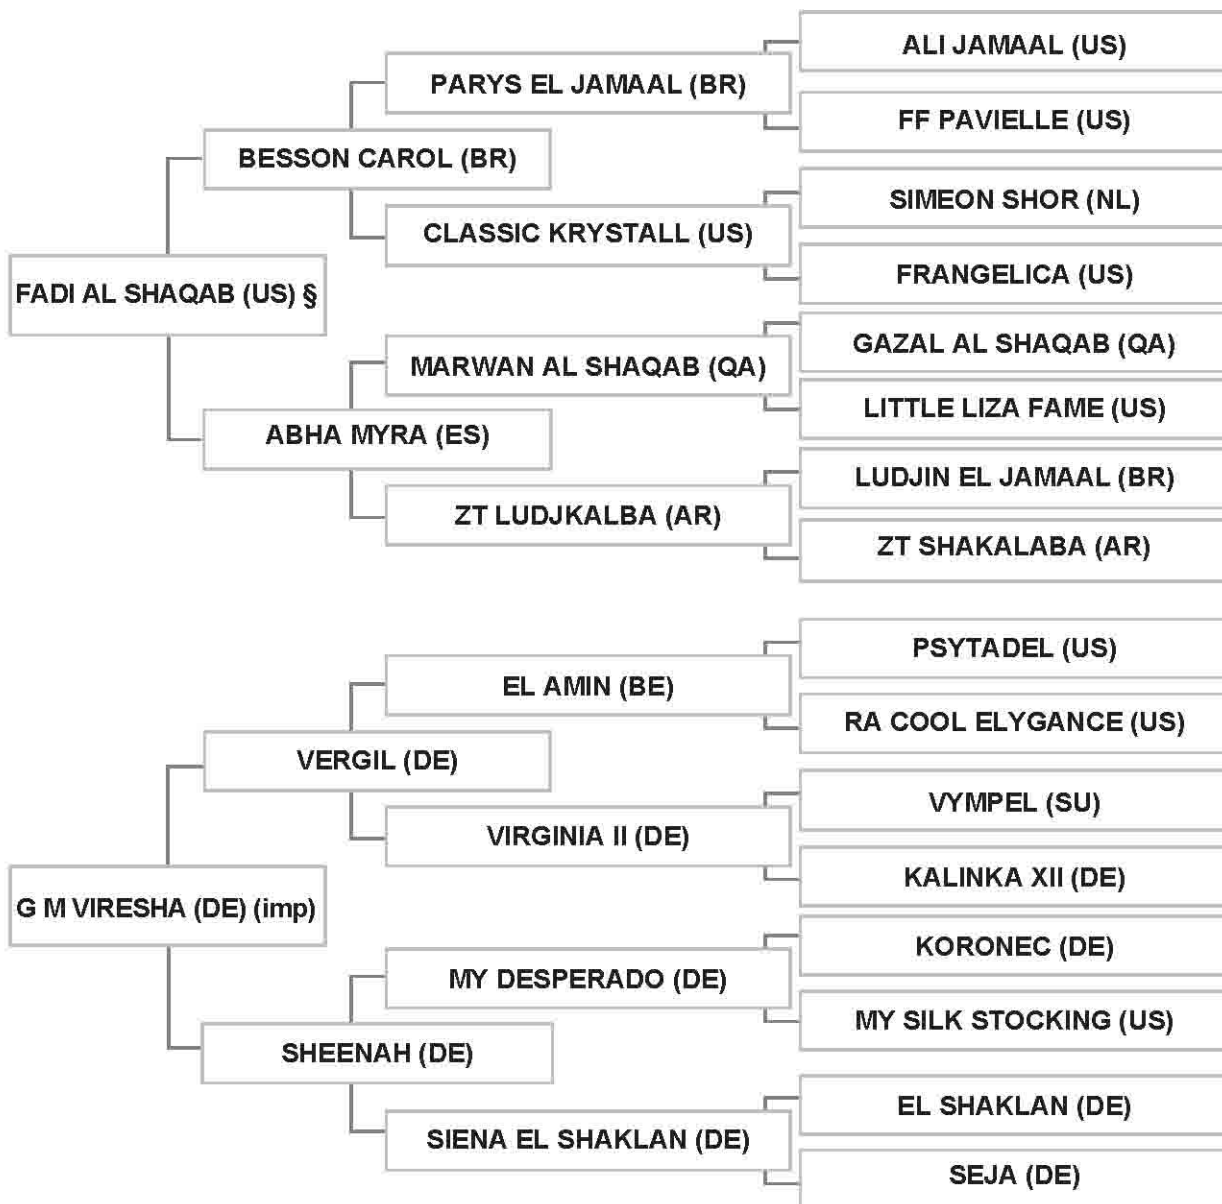 ALI JAMAAL (US)
PARYS EL JAMAAL (BR)
FF PAVIELLE (US)
BESSON CAROL (BR)
SIMEON SHOR (NL)
CLASSIC KRYSTALL (US)
FRANGELICA (US)
FADI AL SHAQAB (US) §
GAZAL AL SHAQAB (QA)
MARWAN AL SHAQAB (QA)
LITTLE LIZA FAME (US)
ABHA MYRA (ES)
LUDJIN EL JAMAAL (BR)
ZT LUDJKALBA (AR)
ZT SHAKALABA (AR)
PSYTADEL (US)
EL AMIN (BE)
RA COOL ELYGANCE (US)
VERGIL (DE)
VYMPEL (SU)
VIRGINIA II (DE)
KALINKA XII (DE)
G M VIRESHA (DE) (imp)
KORONEC (DE)
MY DESPERADO (DE)
MY SILK STOCKING (US)
SHEENAH (DE)
EL SHAKLAN (DE)
SIENA EL SHAKLAN (DE)
SEJA (DE)